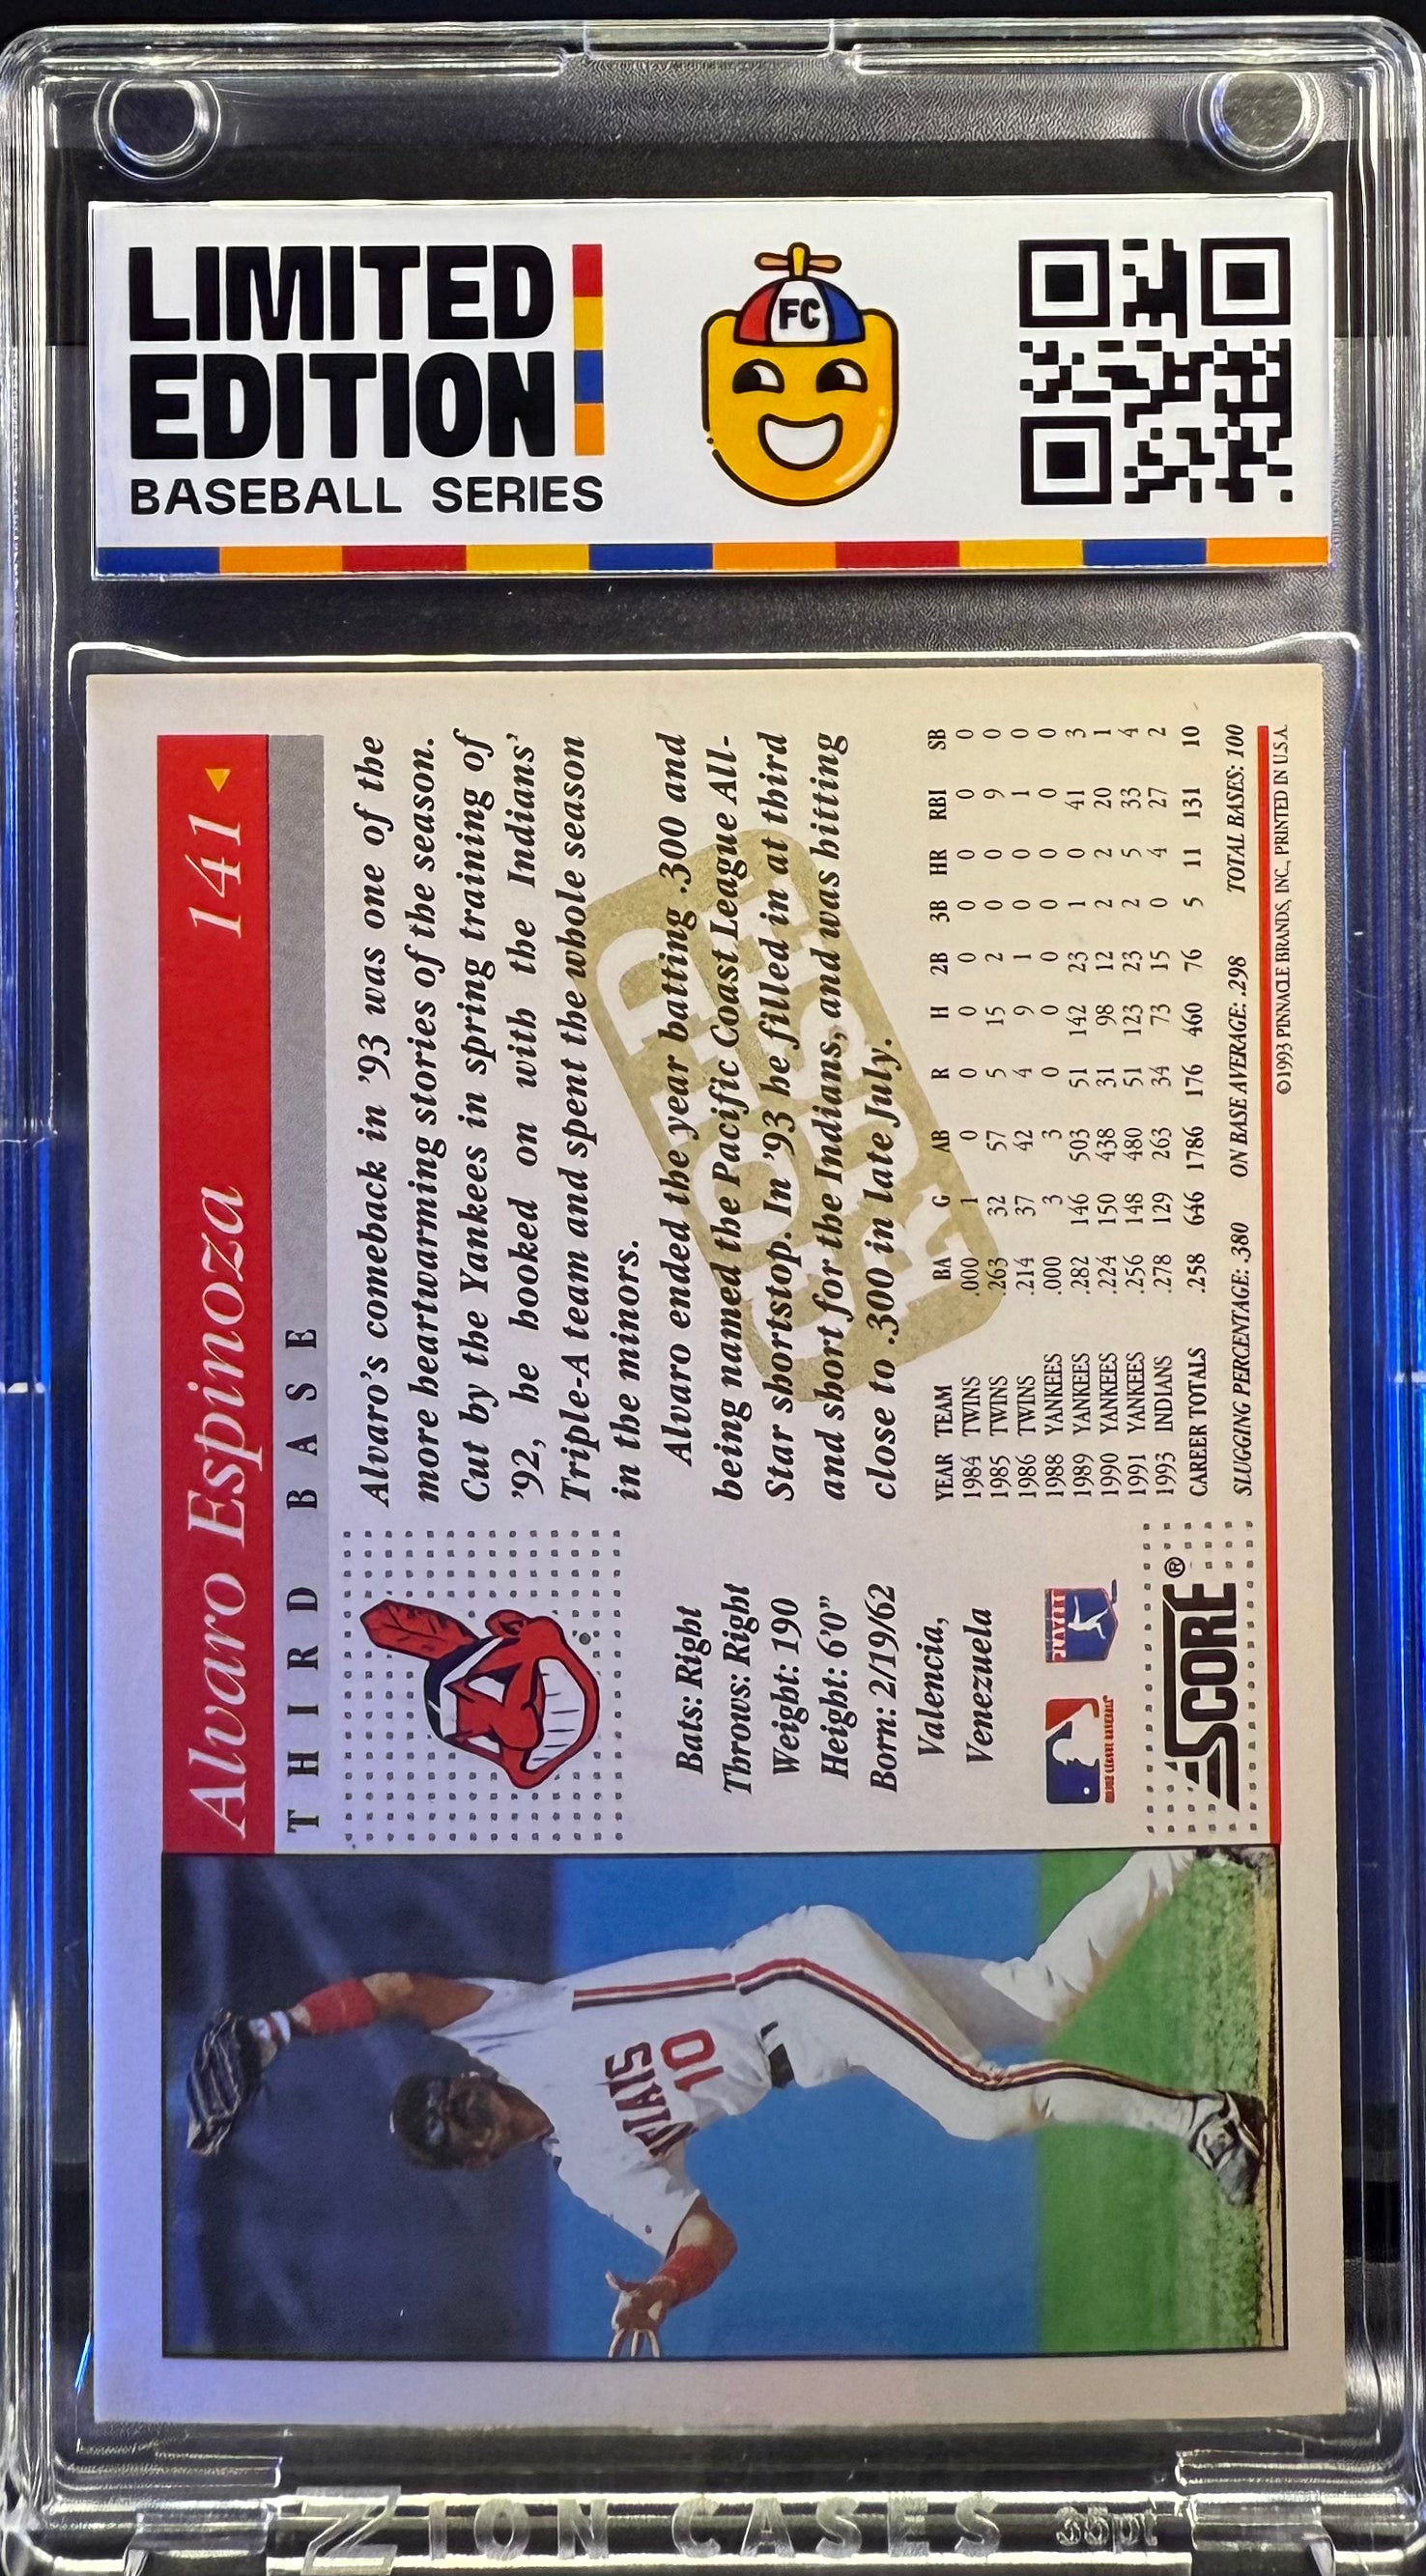 LIMITED
EDITION
BASEBALL SERIES
FC
Alvaro Espinoza 141
THIRD BASE
Alvaro's comeback in '93 was one of the
more heartwarming stories of the season.
Cut by the Yankees in spring training of
'92, he hooked on with the Indians'
Triple-A team and spent the whole season
in the minors.
Alvaro ended the year batting .300 and
being named the Pacific Coast League All-
Star shortstop. In '93 he filled in at third
and short for the Indians, and was hitting
close to .300 in late July.
Bats: Right
Throws: Right
Weight: 190
Height: 6'0"
Born: 2/19/62
Valencia,
Venezuela
YEAR TEAM BA G AB R H 2B 3B HR RBI SB
1984 TWINS .000 1 0 0 0 0 0 0 0 0
1985 TWINS .263 32 57 5 15 2 0 0 9 0
1986 TWINS .214 37 42 4 9 1 0 0 1 0
1988 YANKEES .000 3 3 0 0 0 0 0 0 0
1989 YANKEES .282 146 503 51 142 23 1 0 41 3
1990 YANKEES .224 150 438 31 98 12 2 2 20 1
1991 YANKEES .256 148 480 51 123 23 2 5 33 4
1993 INDIANS .278 129 263 34 73 15 0 4 27 2
CAREER TOTALS .258 646 1786 176 460 76 5 11 131 10
SLUGGING PERCENTAGE: .380 ON BASE AVERAGE: .298 TOTAL BASES: 100
©1993 PINNACLE BRANDS, INC., PRINTED IN U.S.A.
SCORE®
10
ZION CASES 35pt